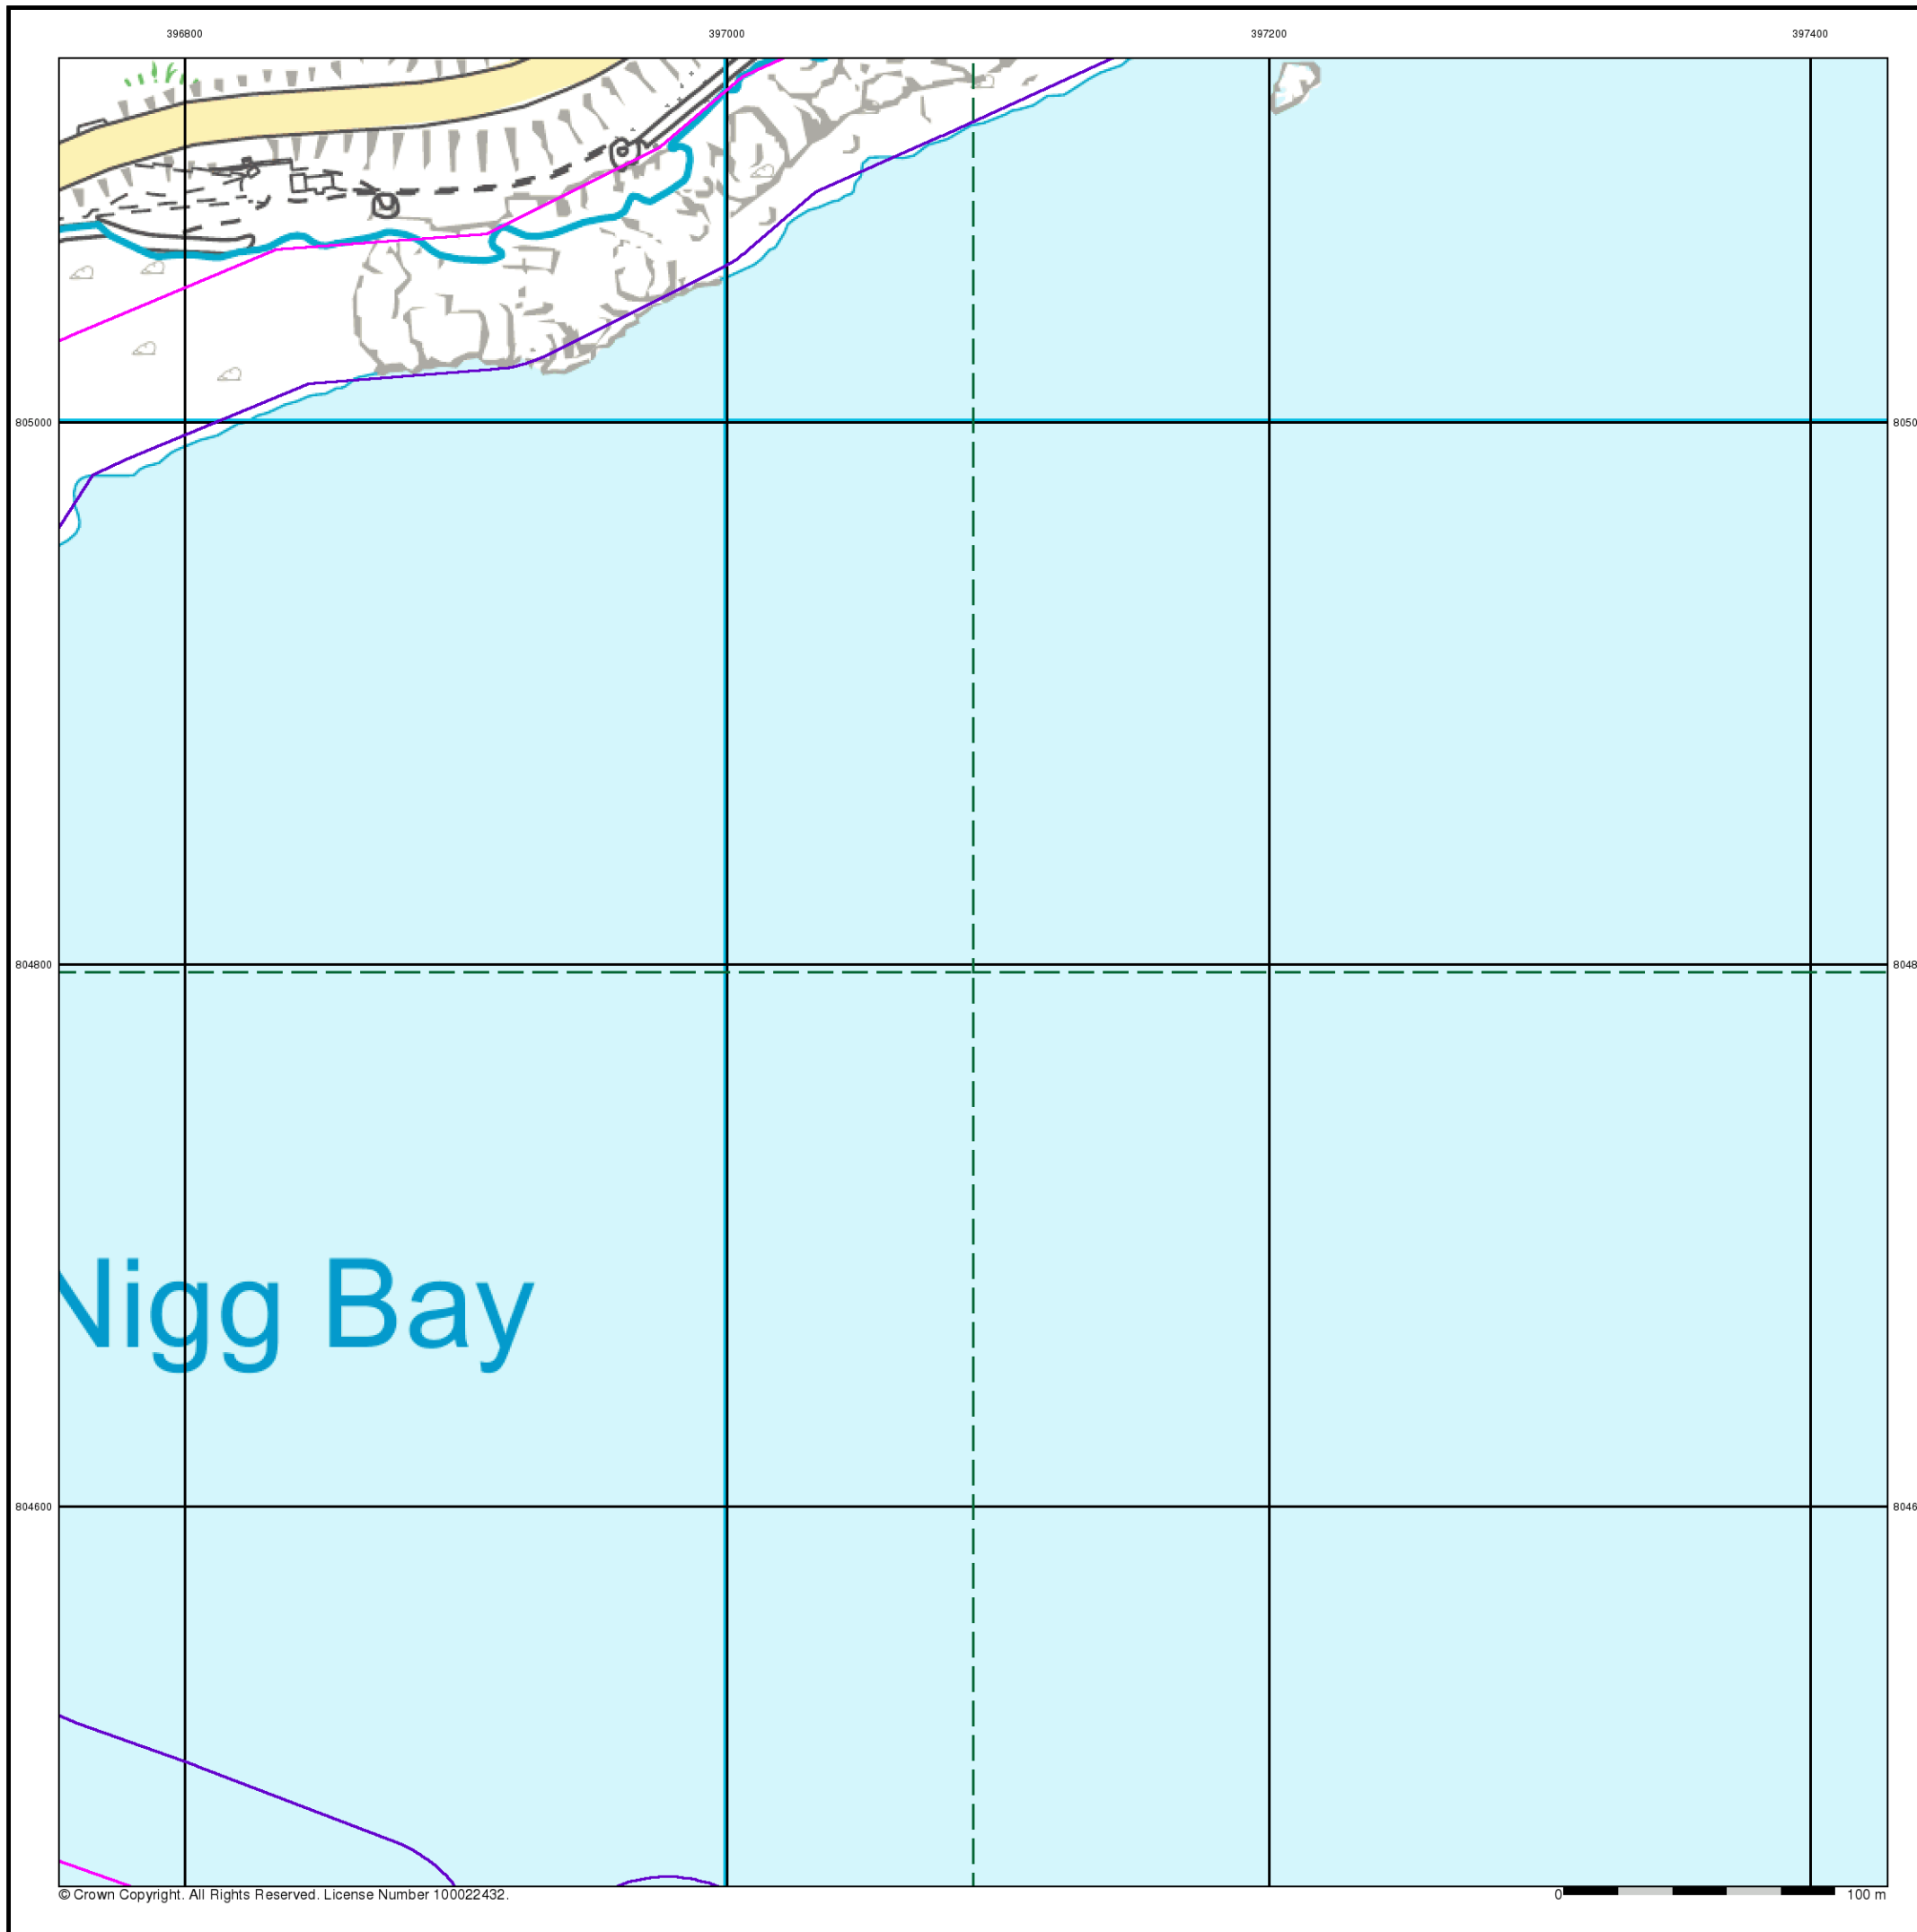 396800 397000 397200 397400
805000 8050
804800 8048
Nigg Bay
804600 8046
© Crown Copyright. All Rights Reserved. License Number 100022432. 0 100 m